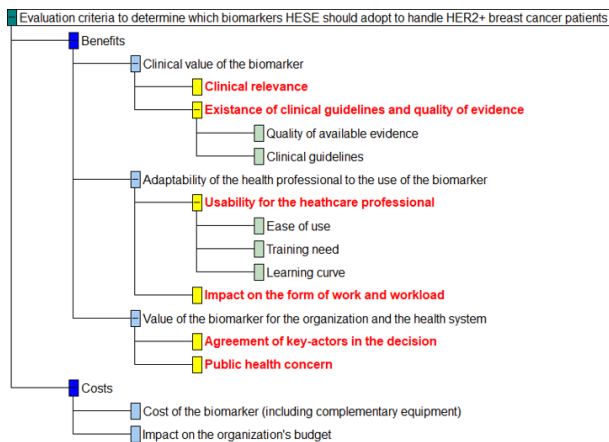 Evaluation criteria to determine which biomarkers HESE should adopt to handle HER2+ breast cancer patients
Benefits
Clinical value of the biomarker
Clinical relevance
Existance of clinical guidelines and quality of evidence
Quality of available evidence
Clinical guidelines
Adaptability of the health professional to the use of the biomarker
Usability for the heathcare professional
Ease of use
Training need
Learning curve
Impact on the form of work and workload
Value of the biomarker for the organization and the health system
Agreement of key-actors in the decision
Public health concern
Costs
Cost of the biomarker (including complementary equipment)
Impact on the organization's budget